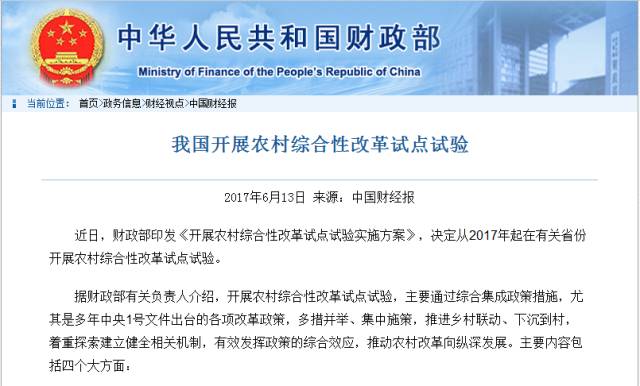 中华人民共和国财政部
Ministry of Finance of the People's Republic of China
当前位置： 首页>政务信息>财经视点>中国财经报
我国开展农村综合性改革试点试验
2017年6月13日 来源：中国财经报
近日，财政部印发《开展农村综合性改革试点试验实施方案》，决定从2017年起在有关省份
开展农村综合性改革试点试验。
据财政部有关负责人介绍，开展农村综合性改革试点试验，主要通过综合集成政策措施，尤
其是多年中央1号文件出台的各项改革政策，多措并举、集中施策，推进乡村联动、下沉到村，
着重探索建立健全相关机制，有效发挥政策的综合效应，推动农村改革向纵深发展。主要内容包
括四个大方面：